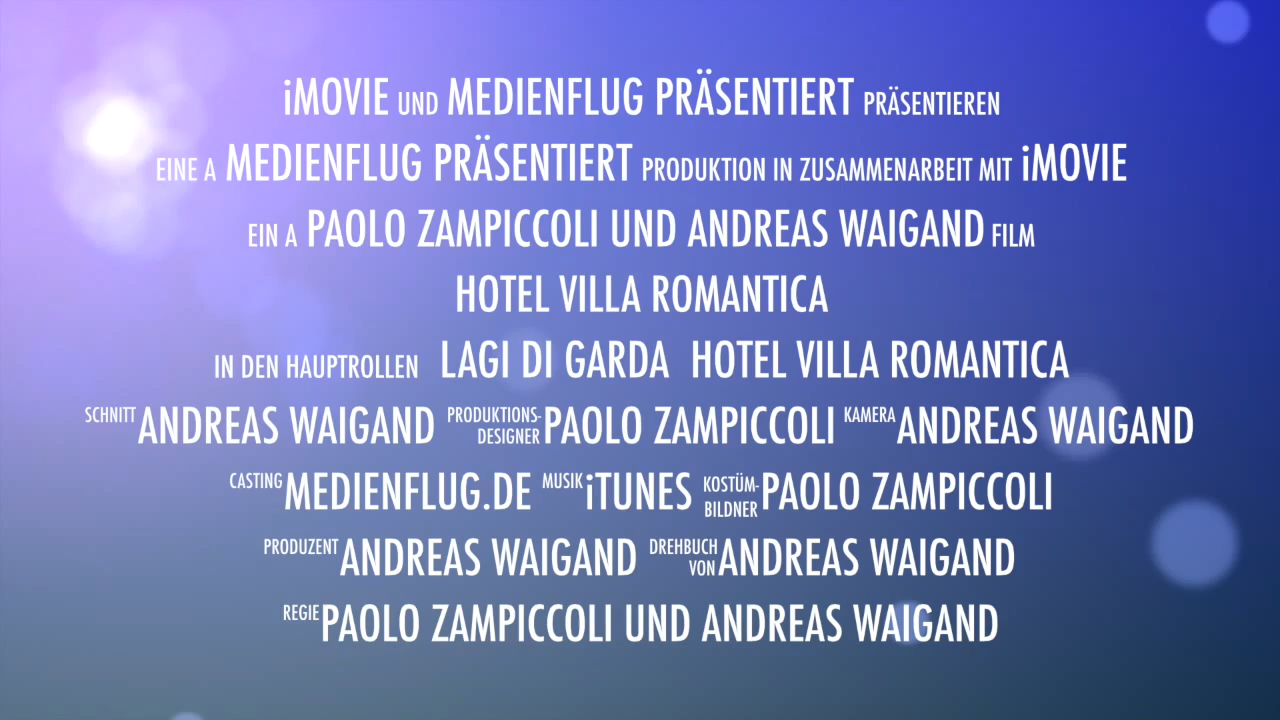 iMOVIE UND MEDIENFLUG PRÄSENTIERT PRÄSENTIEREN
EINE A MEDIENFLUG PRÄSENTIERT PRODUKTION IN ZUSAMMENARBEIT MIT iMOVIE
EIN A PAOLO ZAMPICCOLI UND ANDREAS WAIGAND FILM
HOTEL VILLA ROMANTICA
IN DEN HAUPTROLLEN LAGI DI GARDA HOTEL VILLA ROMANTICA
SCHNITT ANDREAS WAIGAND PRODUKTIONS-DESIGNER PAOLO ZAMPICCOLI KAMERA ANDREAS WAIGAND
CASTING MEDIENFLUG.DE MUSIK iTUNES KOSTÜM-BILDNER PAOLO ZAMPICCOLI
PRODUZENT ANDREAS WAIGAND DREHBUCH VON ANDREAS WAIGAND
REGIE PAOLO ZAMPICCOLI UND ANDREAS WAIGAND